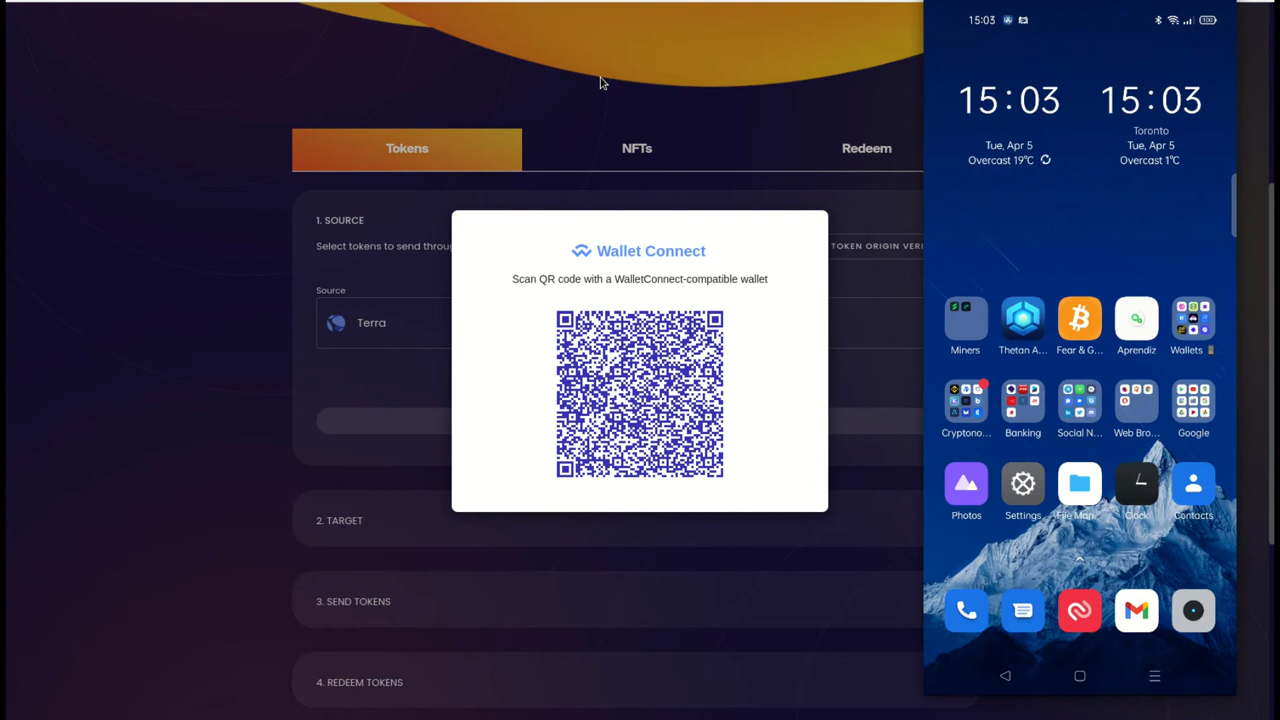 Tokens
NFTs
Redeem
1. SOURCE
Select tokens to send throu
TOKEN ORIGIN VERI
Source
Terra
Wallet Connect
Scan QR code with a WalletConnect-compatible wallet
2. TARGET
3. SEND TOKENS
4. REDEEM TOKENS
15:03
100
15:03
15:03
Toronto
Tue, Apr 5
Tue, Apr 5
Overcast 19°C
Overcast 1°C
Miners
Thetan A...
Fear & G...
Aprendiz
Wallets
Cryptono...
Banking
Social N...
Web Bro...
Google
Photos
Settings
File Man...
Clock
Contacts